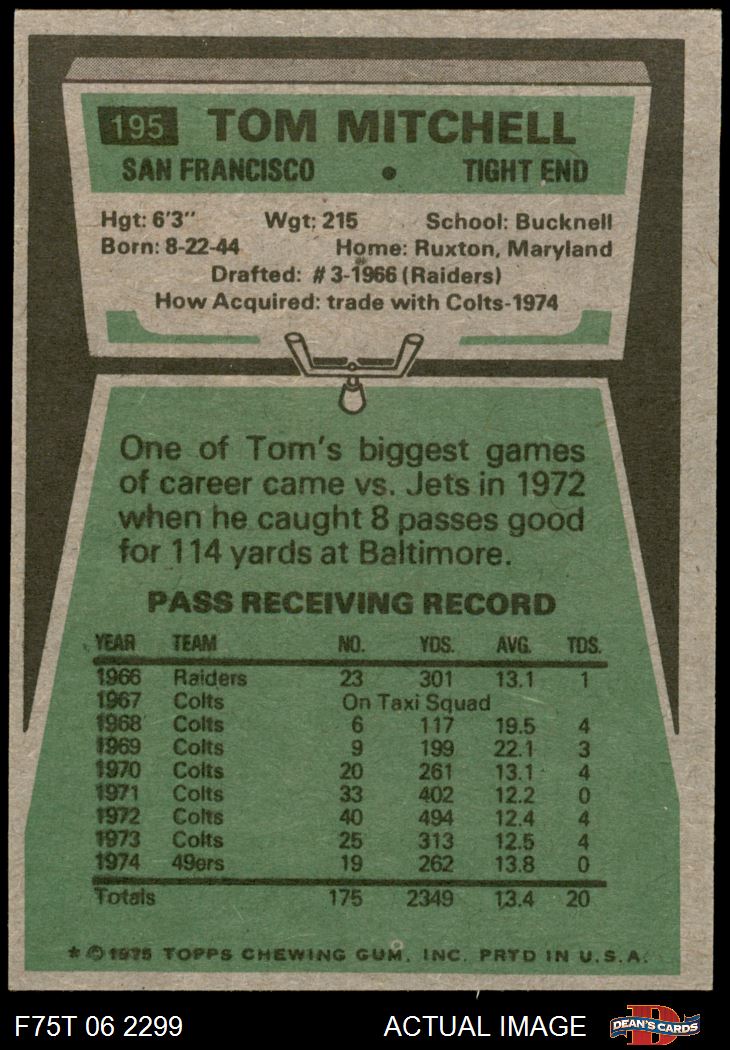 195 TOM MITCHELL
SAN FRANCISCO • TIGHT END
Hgt: 6'3" Wgt: 215 School: Bucknell
Born: 8-22-44 Home: Ruxton, Maryland
Drafted: #3-1966 (Raiders)
How Acquired: trade with Colts-1974
One of Tom's biggest games
of career came vs. Jets in 1972
when he caught 8 passes good
for 114 yards at Baltimore.
PASS RECEIVING RECORD
YEAR TEAM NO. YDS. AVG. TDS.
1966 Raiders 23 301 13.1 1
1967 Colts On Taxi Squad
1968 Colts 6 117 19.5 4
1969 Colts 9 199 22.1 3
1970 Colts 20 261 13.1 4
1971 Colts 33 402 12.2 0
1972 Colts 40 494 12.4 4
1973 Colts 25 313 12.5 4
1974 49ers 19 262 13.8 0
Totals 175 2349 13.4 20
* © 1975 TOPPS CHEWING GUM, INC. PRTD IN U.S.A.
F75T 06 2299 ACTUAL IMAGE D DEAN'S CARDS